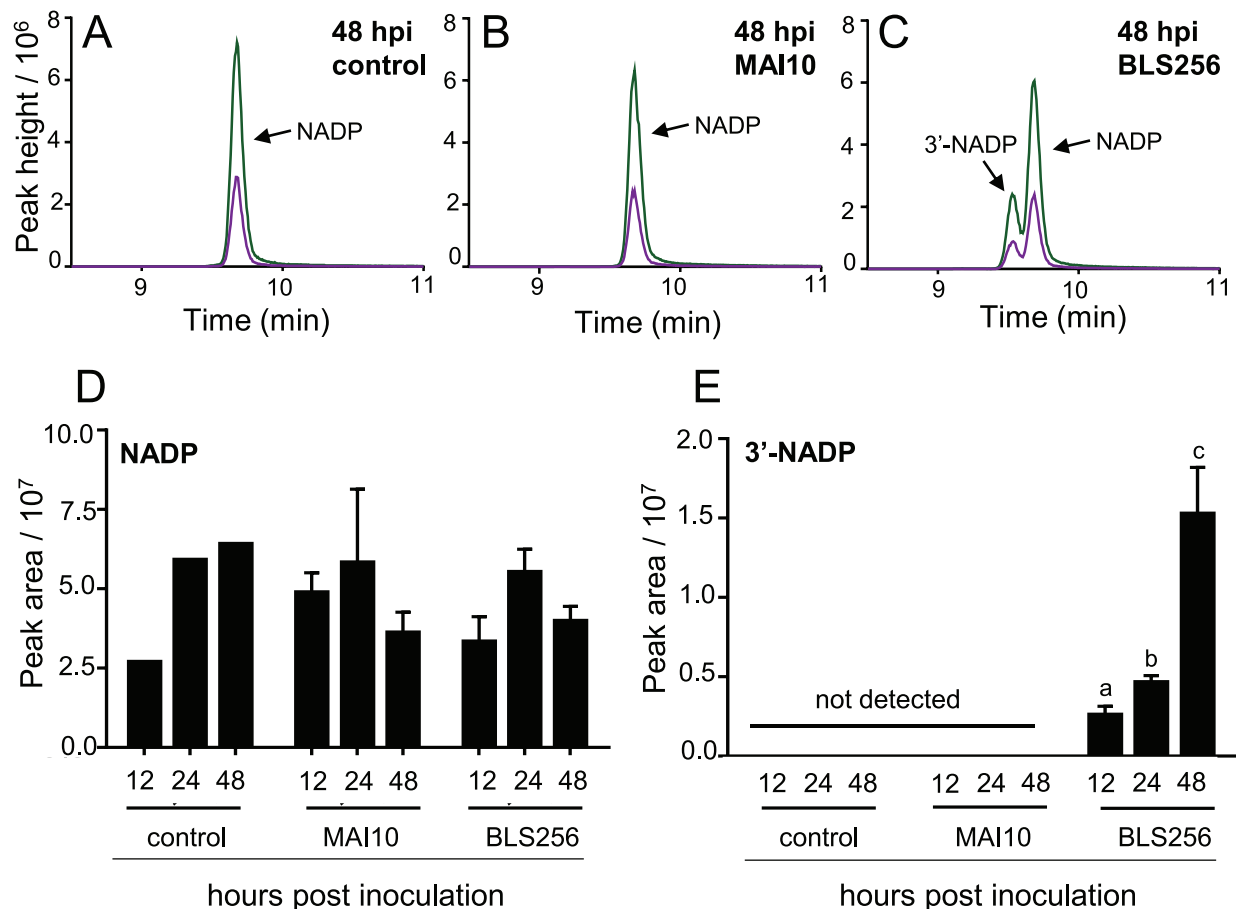 A
48 hpi
control
NADP
Peak height / 10⁶
8
6
4
2
0
9 10 11
Time (min)
B
48 hpi
MAI10
NADP
8
6
4
2
0
9 10 11
Time (min)
C
48 hpi
BLS256
3’-NADP
NADP
8
6
4
2
0
9 10 11
Time (min)
D
NADP
Peak area / 10⁷
10.0
7.5
5.0
2.5
0.0
12 24 48 12 24 48 12 24 48
control MAI10 BLS256
hours post inoculation
E
3’-NADP
Peak area / 10⁷
2.0
1.5
1.0
0.5
0.0
not detected
a b c
12 24 48 12 24 48 12 24 48
control MAI10 BLS256
hours post inoculation